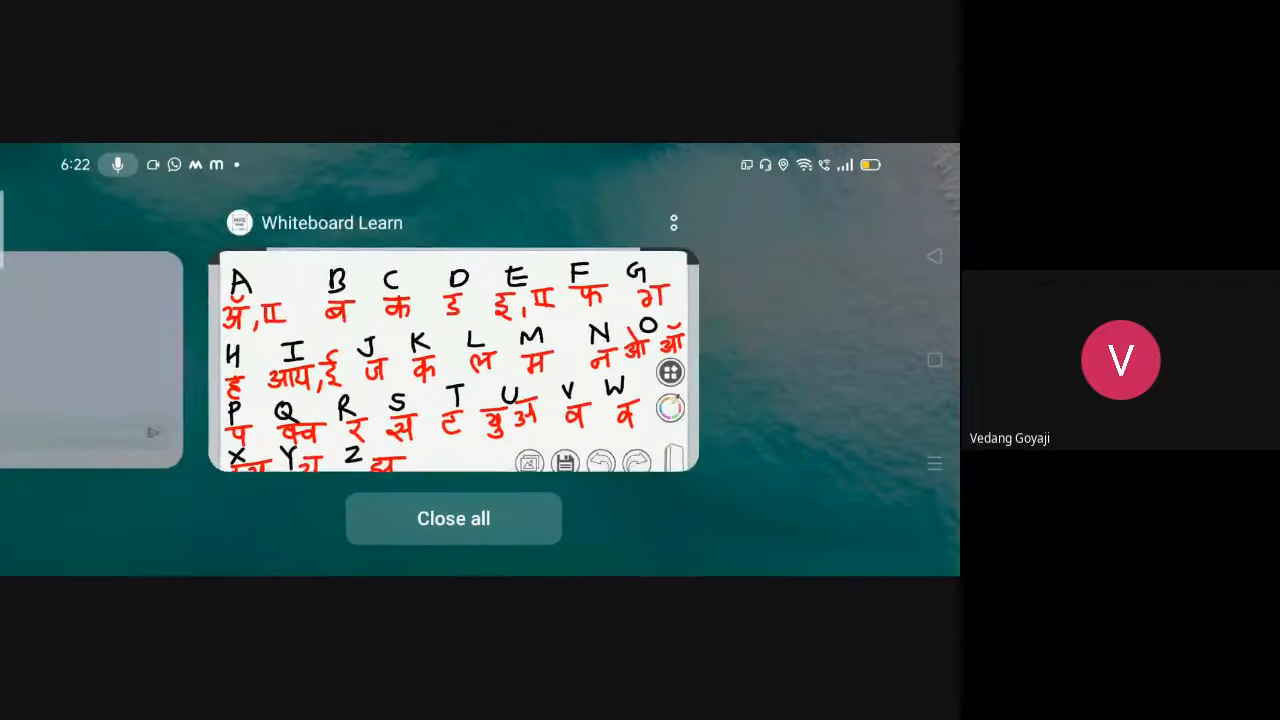 6:22
Whiteboard Learn
A B C D E F G
अॅ, ा ब क ड इ, ा फ ग
H I J K L M N O
ह आय, ई ज क ल म न ओ ऑ
P Q R S T U V W
प क्व र स ट यु अ व व
X Y Z
य झ
Close all
V
Vedang Goyaji